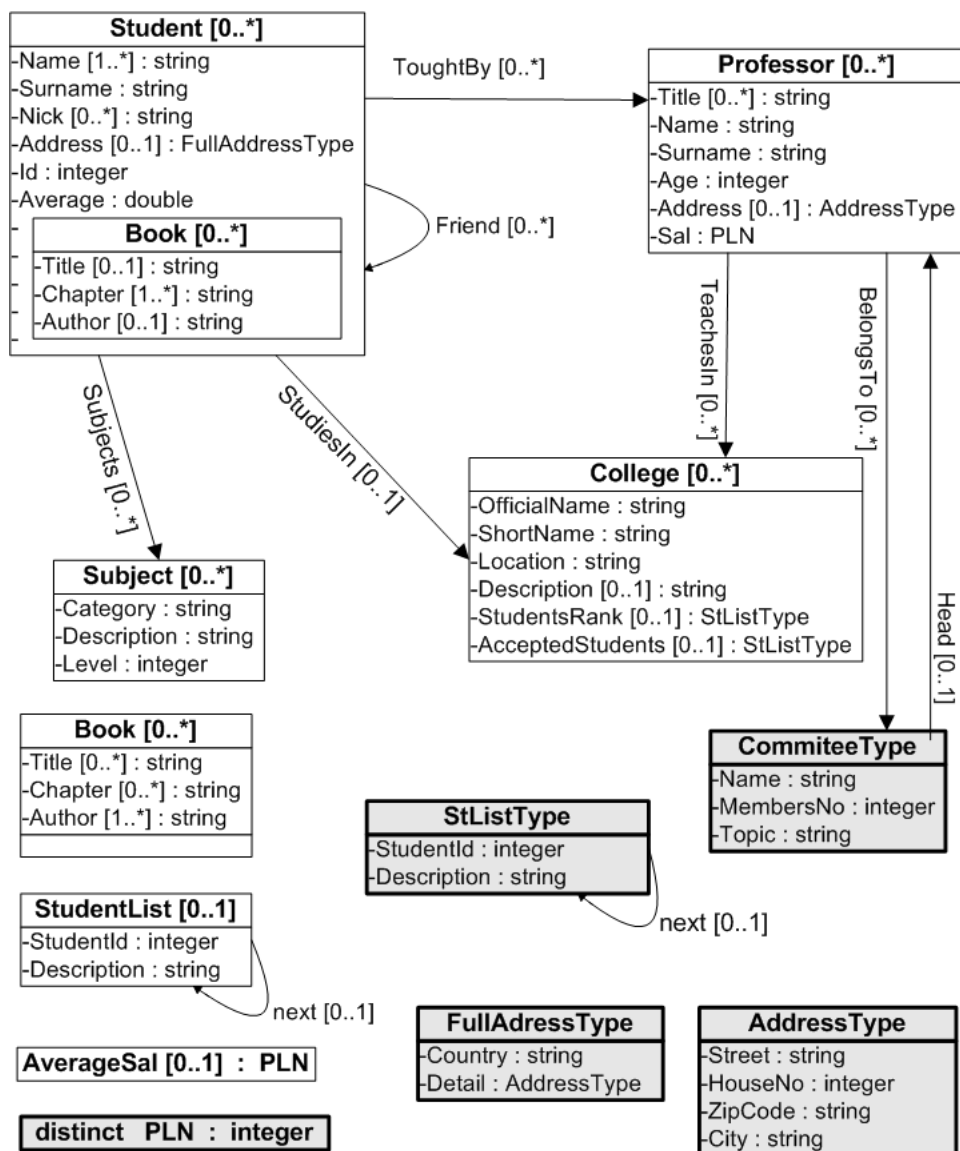 Student [0..*]
-Name [1..*] : string
-Surname : string
-Nick [0..*] : string
-Address [0..1] : FullAddressType
-Id : integer
-Average : double
-
-
-
-
Book [0..*]
-Title [0..1] : string
-Chapter [1..*] : string
-Author [0..1] : string
ToughtBy [0..*]
Friend [0..*]
Professor [0..*]
-Title [0..*] : string
-Name : string
-Surname : string
-Age : integer
-Address [0..1] : AddressType
-Sal : PLN
Subjects [0..*]
StudiesIn [0..1]
TeachesIn [0..*]
BelongsTo [0..*]
Head [0..1]
College [0..*]
-OfficialName : string
-ShortName : string
-Location : string
-Description [0..1] : string
-StudentsRank [0..1] : StListType
-AcceptedStudents [0..1] : StListType
Subject [0..*]
-Category : string
-Description : string
-Level : integer
Book [0..*]
-Title [0..*] : string
-Chapter [0..*] : string
-Author [1..*] : string
CommiteeType
-Name : string
-MembersNo : integer
-Topic : string
StListType
-StudentId : integer
-Description : string
next [0..1]
StudentList [0..1]
-StudentId : integer
-Description : string
next [0..1]
FullAdressType
-Country : string
-Detail : AddressType
AddressType
-Street : string
-HouseNo : integer
-ZipCode : string
-City : string
AverageSal [0..1] : PLN
distinct PLN : integer